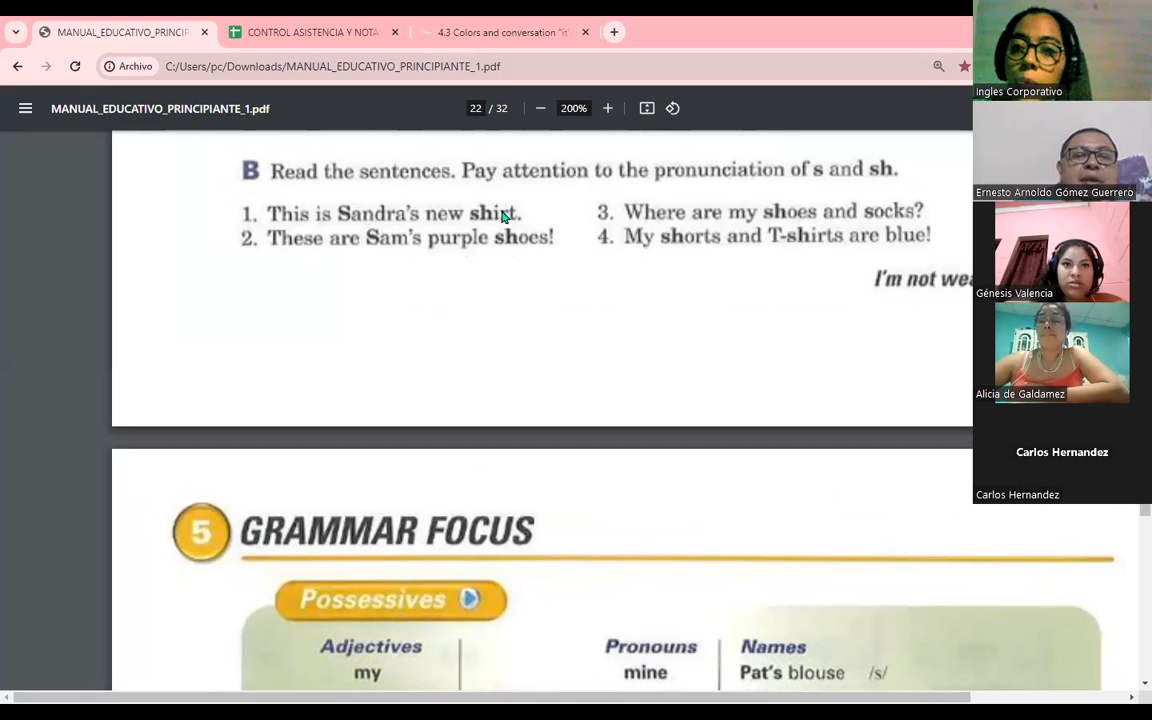 MANUAL_EDUCATIVO_PRINCIP
CONTROL ASISTENCIA Y NOTA
4.3 Colors and conversation "it
Archivo
C:/Users/pc/Downloads/MANUAL_EDUCATIVO_PRINCIPIANTE_1.pdf
MANUAL_EDUCATIVO_PRINCIPIANTE_1.pdf
22 / 32
200%
B Read the sentences. Pay attention to the pronunciation of s and sh.
1. This is Sandra's new shirt.
2. These are Sam's purple shoes!
3. Where are my shoes and socks?
4. My shorts and T-shirts are blue!
I'm not wea
5 GRAMMAR FOCUS
Possessives
Adjectives
my
Pronouns
mine
Names
Pat's blouse /s/
Ingles Corporativo
Ernesto Arnoldo Gómez Guerrero
Génesis Valencia
Alicia de Galdamez
Carlos Hernandez
Carlos Hernandez